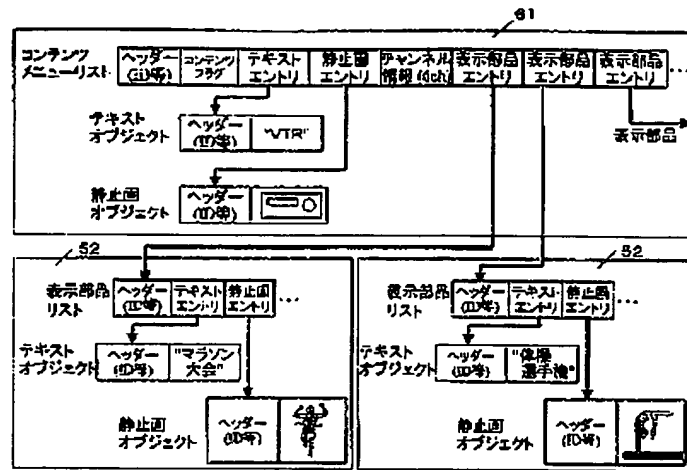 61
コンテンツ
メニューリスト
ヘッダー
(ID等)
コンテンツ
フラグ
テキスト
エントリ
静止画
エントリ
チャンネル
情報(4ch)
表示部品
エントリ
表示部品
エントリ
表示部品
エントリ
...
テキスト
オブジェクト
ヘッダー
(ID等)
"VTR"
表示部品
静止画
オブジェクト
ヘッダー
(ID等)
52
表示部品
リスト
ヘッダー
(ID等)
テキスト
エントリ
静止画
エントリ
...
テキスト
オブジェクト
ヘッダー
(ID等)
"マラソン
大会"
静止画
オブジェクト
ヘッダー
(ID等)
52
表示部品
リスト
ヘッダー
(ID等)
テキスト
エントリ
静止画
エントリ
...
テキスト
オブジェクト
ヘッダー
(ID等)
"体操
選手権"
静止画
オブジェクト
ヘッダー
(ID等)